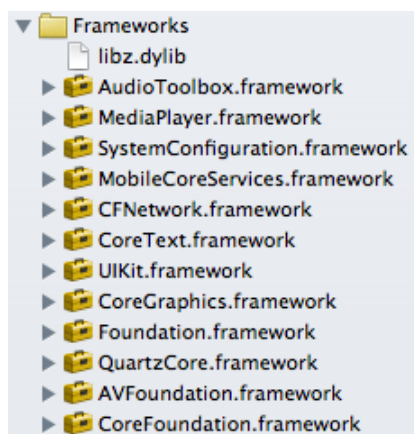 Frameworks
libz.dylib
AudioToolbox.framework
MediaPlayer.framework
SystemConfiguration.framework
MobileCoreServices.framework
CFNetwork.framework
CoreText.framework
UIKit.framework
CoreGraphics.framework
Foundation.framework
QuartzCore.framework
AVFoundation.framework
CoreFoundation.framework